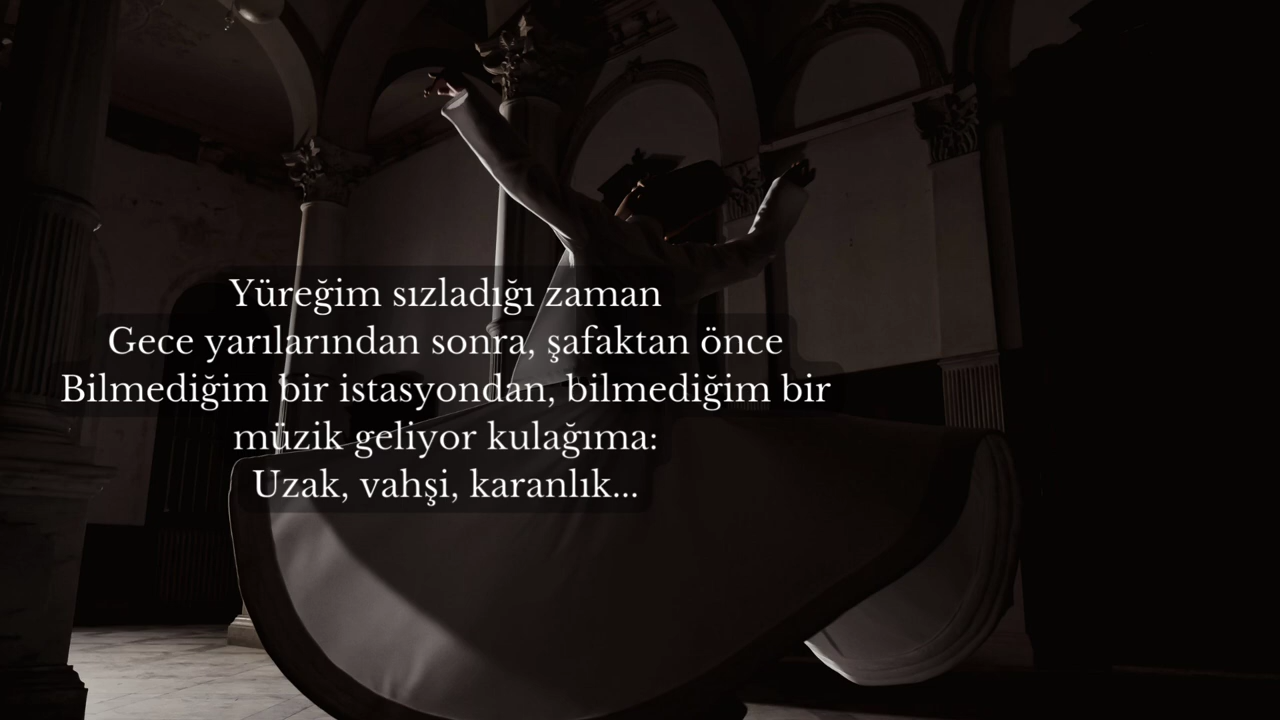 Yüreğim sızladığı zaman
Gece yarılarından sonra, şafaktan önce
Bilmediğim bir istasyondan, bilmediğim bir
müzik geliyor kulağıma:
Uzak, vahşi, karanlık...